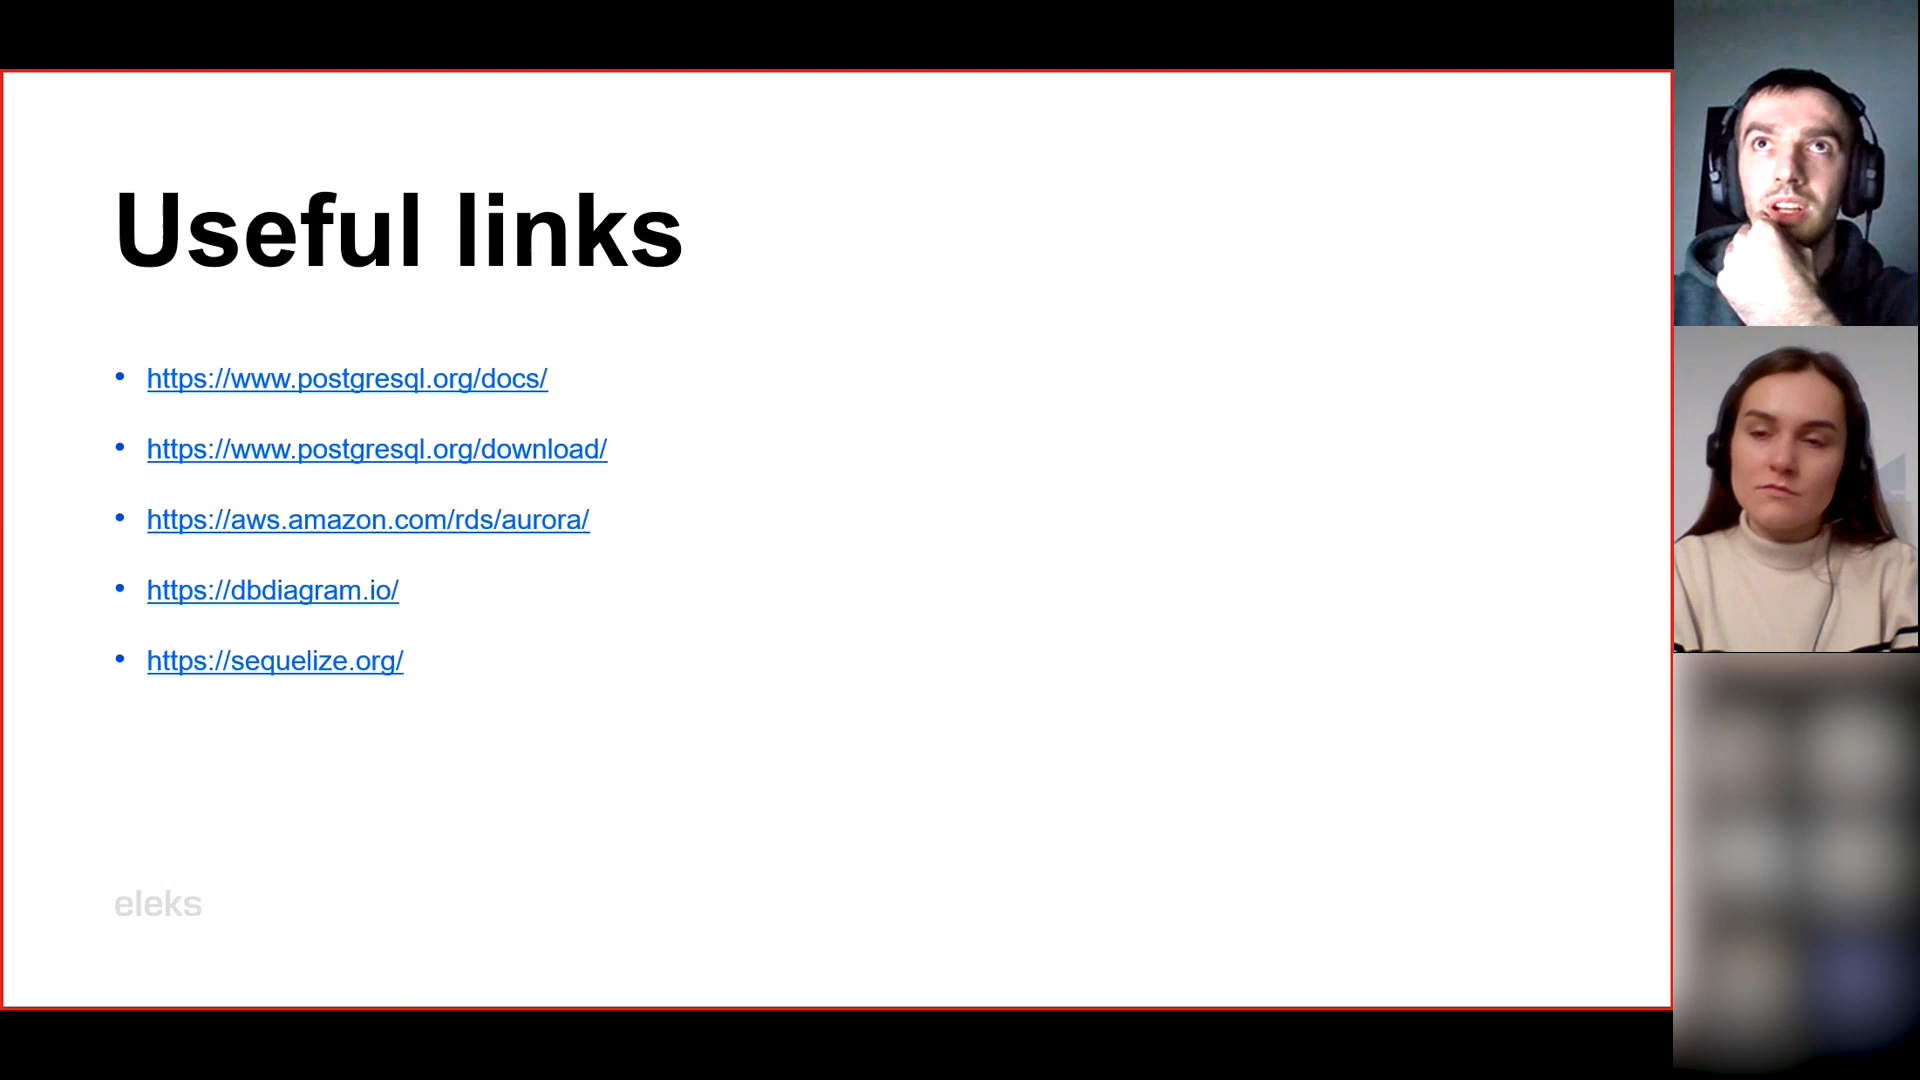 Useful links
• https://www.postgresql.org/docs/
• https://www.postgresql.org/download/
• https://aws.amazon.com/rds/aurora/
• https://dbdiagram.io/
• https://sequelize.org/
eleks